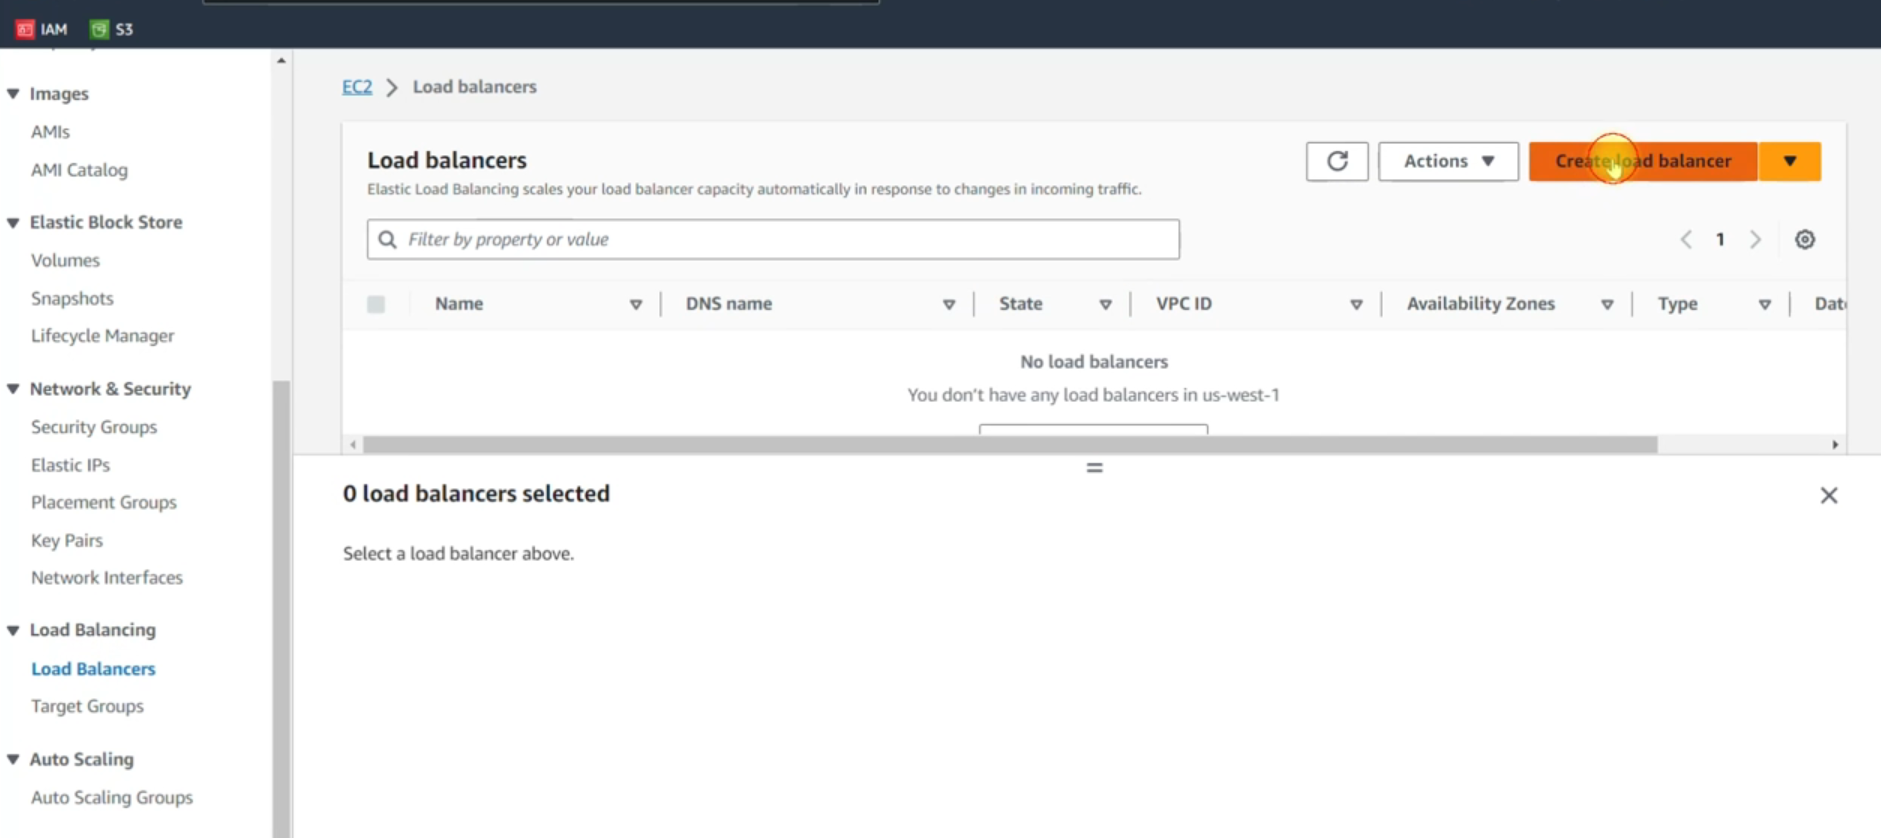 IAM S3
Images
AMIs
AMI Catalog
Elastic Block Store
Volumes
Snapshots
Lifecycle Manager
Network & Security
Security Groups
Elastic IPs
Placement Groups
Key Pairs
Network Interfaces
Load Balancing
Load Balancers
Target Groups
Auto Scaling
Auto Scaling Groups
EC2 > Load balancers
Load balancers
Elastic Load Balancing scales your load balancer capacity automatically in response to changes in incoming traffic.
Actions
Create load balancer
Filter by property or value
1
Name DNS name State VPC ID Availability Zones Type Dat
No load balancers
You don't have any load balancers in us-west-1
0 load balancers selected
Select a load balancer above.